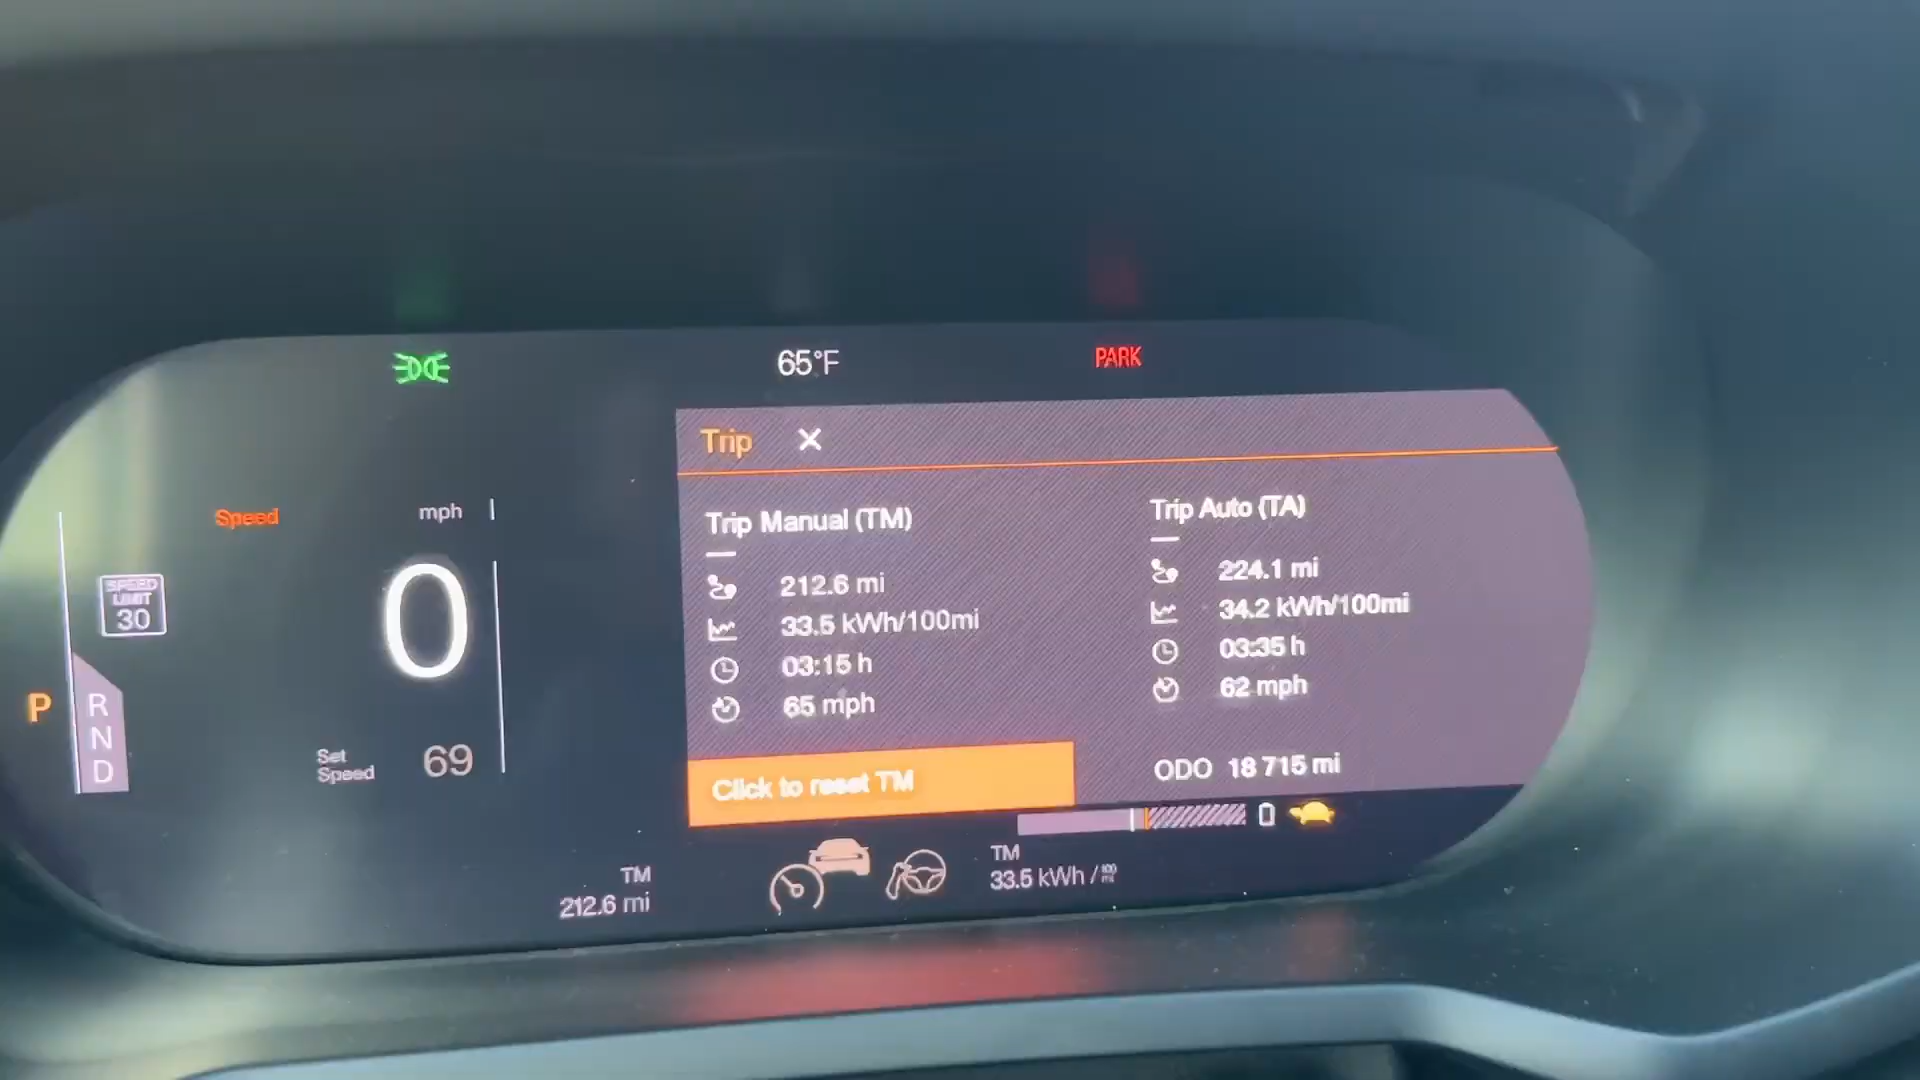 65°F
PARK
Trip
Speed
mph
SPEED
LIMIT
30
0
P
R
N
D
Set
Speed
69
Trip Manual (TM)
212.6 mi
33.5 kWh/100mi
03:15 h
65 mph
Click to reset TM
Trip Auto (TA)
224.1 mi
34.2 kWh/100mi
03:35 h
62 mph
ODO 18 715 mi
TM
212.6 mi
TM
33.5 kWh / 100 mi